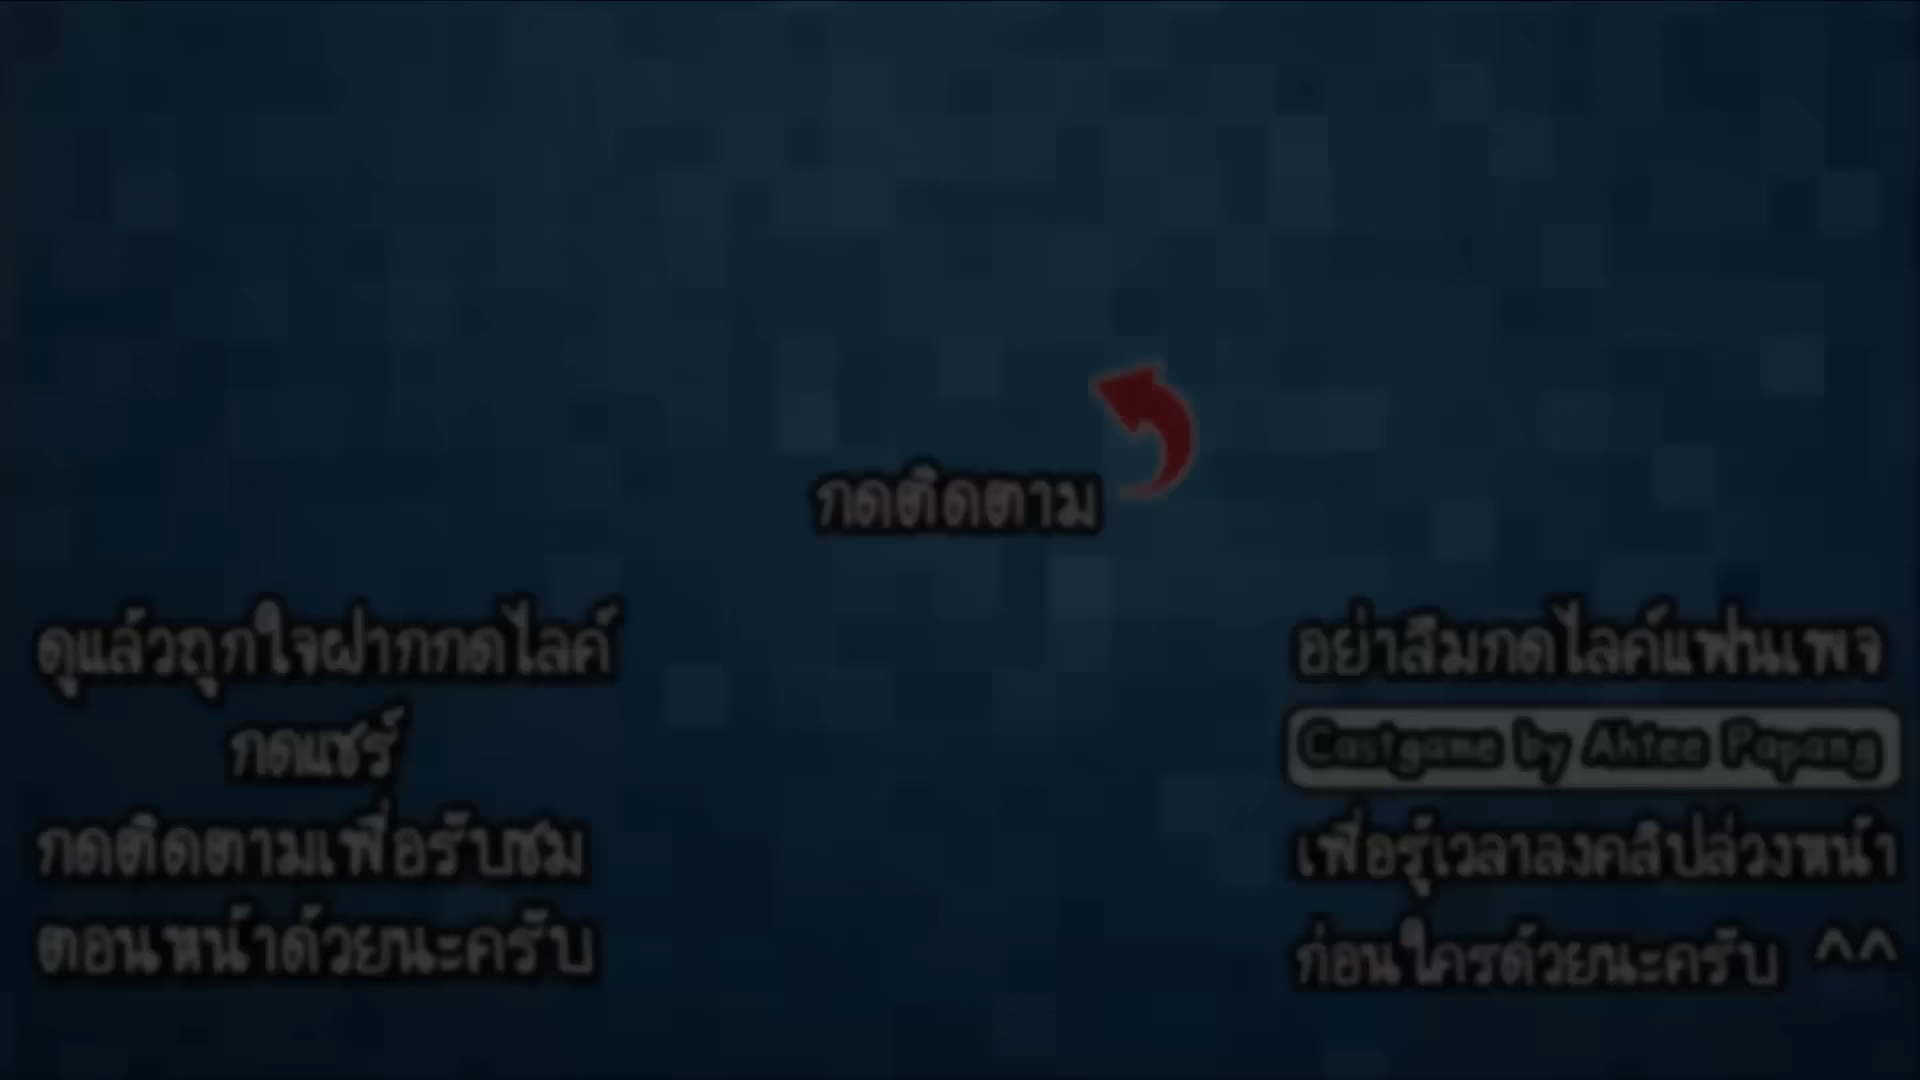 กดติดตาม
ดูแล้วถูกใจฝากกดไลค์
กดแชร์
กดติดตามเพื่อรับชม
ตอนหน้าด้วยนะครับ
อย่าลืมกดไลค์แฟนเพจ
Castgame by Ahtee Papang
เพื่อรู้เวลาลงคลิปล่วงหน้า
ก่อนใครด้วยนะครับ ^^